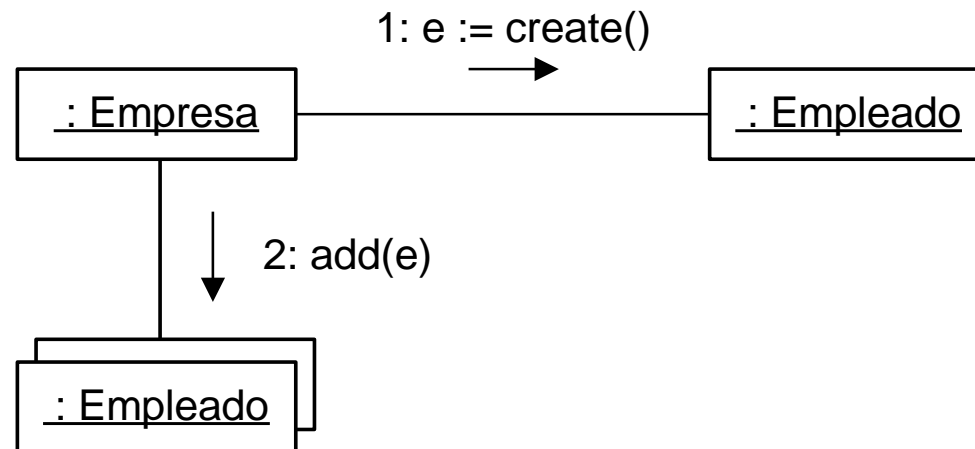 1: e := create()
: Empresa
: Empleado
2: add(e)
: Empleado